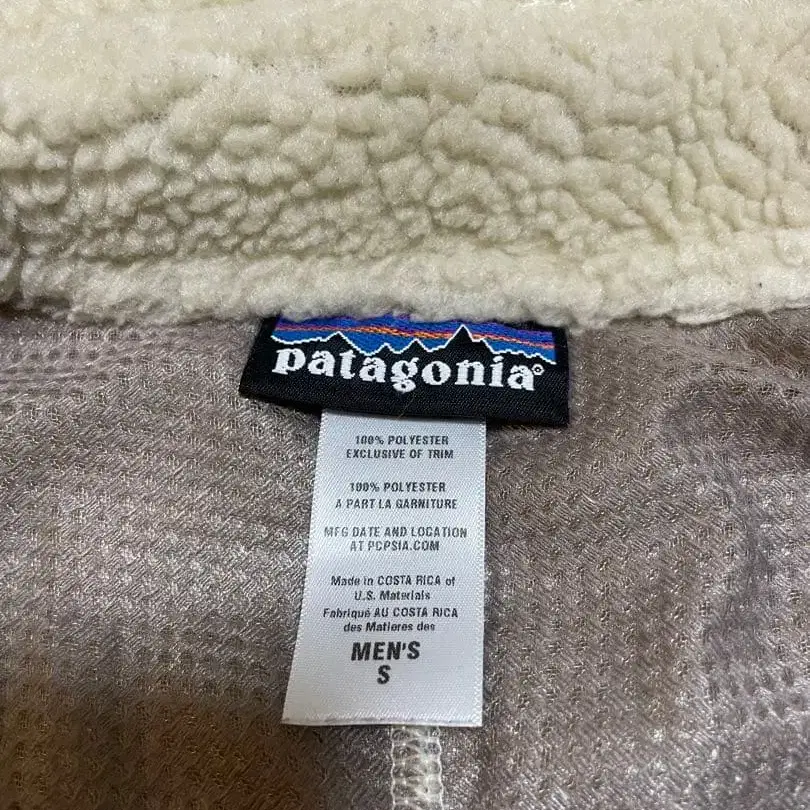 patagonia®
100% POLYESTER
EXCLUSIVE OF TRIM
100% POLYESTER
A PART LA GARNITURE
MFG DATE AND LOCATION
AT PCPSIA.COM
Made in COSTA RICA of
U.S. Materials
Fabriqué AU COSTA RICA
des Matieres des
MEN'S
S